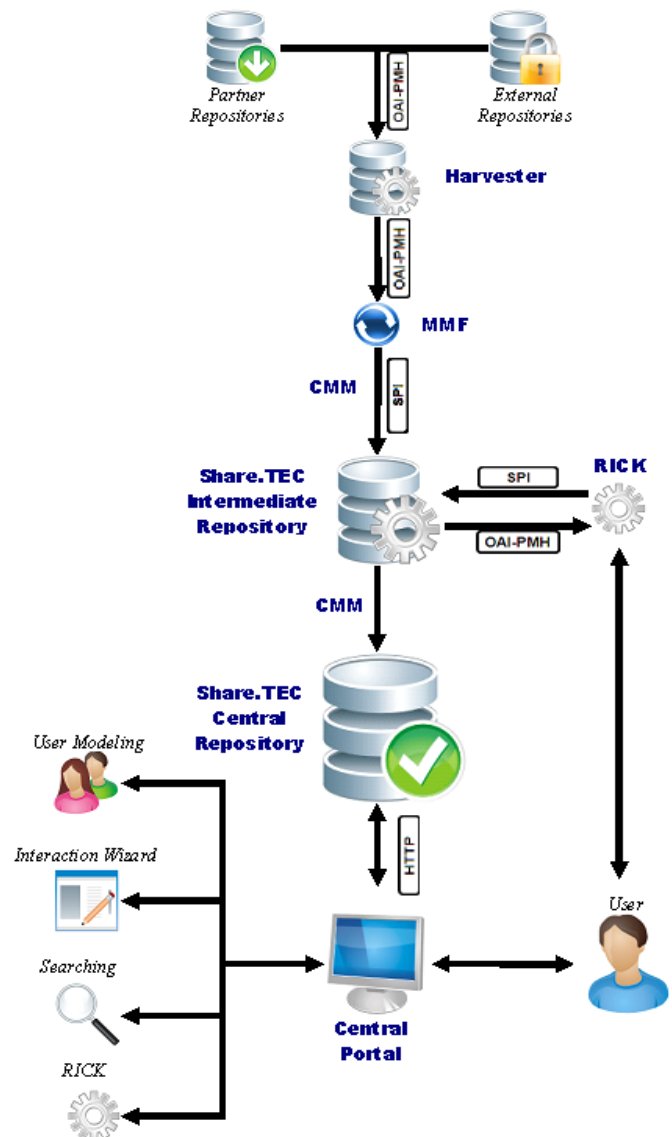 Partner
Repositories
External
Repositories
OAI-PMH
Harvester
OAI-PMH
MMF
CMM
SPI
Share.TEC
Intermediate
Repository
SPI
RICK
OAI-PMH
CMM
Share.TEC
Central
Repository
User Modeling
HTTP
Interaction Wizard
User
Searching
Central
Portal
RICK